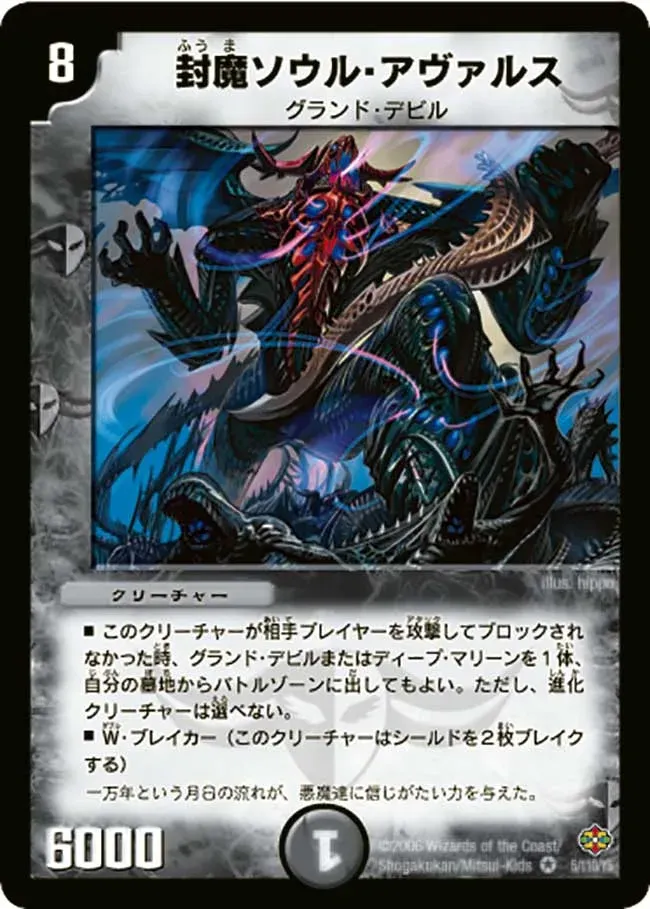 8
ふうま
封魔ソウル・アヴァルス
グランド・デビル
illus. hippo
クリーチャー
■ このクリーチャーが相手プレイヤーを攻撃してブロックされ
なかった時、グランド・デビルまたはディープ・マリーンを1体、
自分の墓地からバトルゾーンに出してもよい。ただし、進化
クリーチャーは選べない。
■ W・ブレイカー（このクリーチャーはシールドを2枚ブレイク
する）
一万年という月日の流れが、悪魔達に信じがたい力を与えた。
6000
1
©2006 Wizards of the Coast/
Shogakukan/Mitsui-Kids